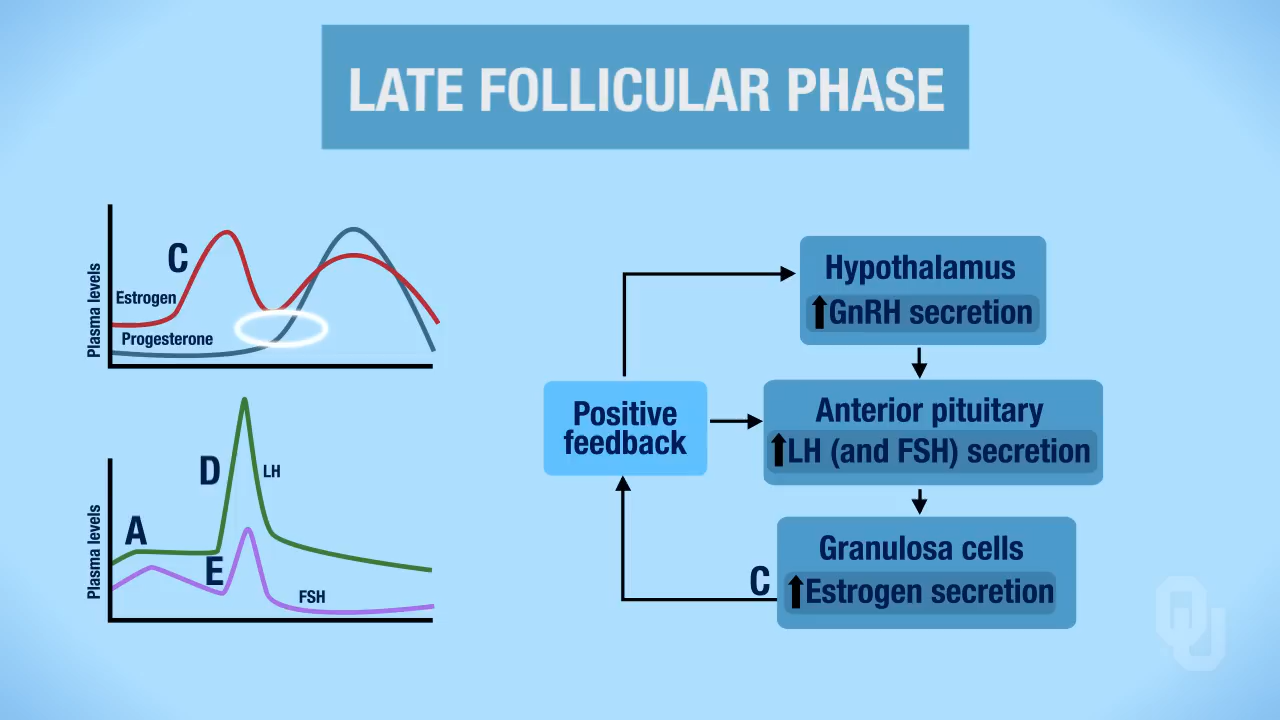 LATE FOLLICULAR PHASE
Plasma levels
C
Estrogen
Progesterone
Plasma levels
A
D
LH
E
FSH
Positive
feedback
Hypothalamus
GnRH secretion
Anterior pituitary
LH (and FSH) secretion
Granulosa cells
C
Estrogen secretion
OU